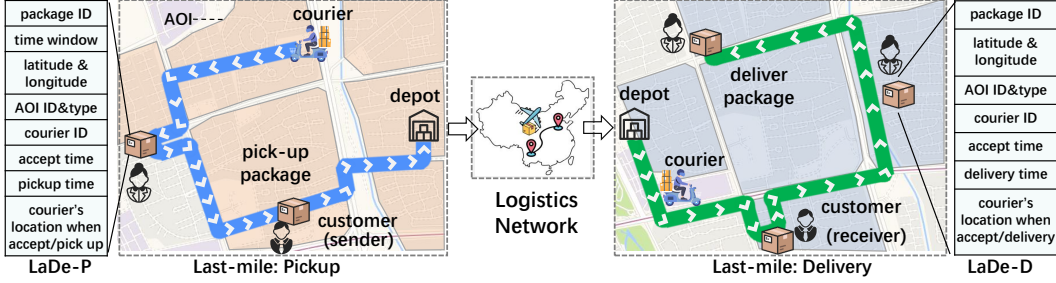 package ID
time window
latitude &
longitude
AOI ID&type
courier ID
accept time
pickup time
courier's
location when
accept/pick up
LaDe-P
AOI
courier
depot
pick-up
package
customer
(sender)
Last-mile: Pickup
Logistics
Network
deliver
package
depot
courier
customer
(receiver)
Last-mile: Delivery
package ID
latitude &
longitude
AOI ID&type
courier ID
accept time
delivery time
courier's
location when
accept/delivery
LaDe-D